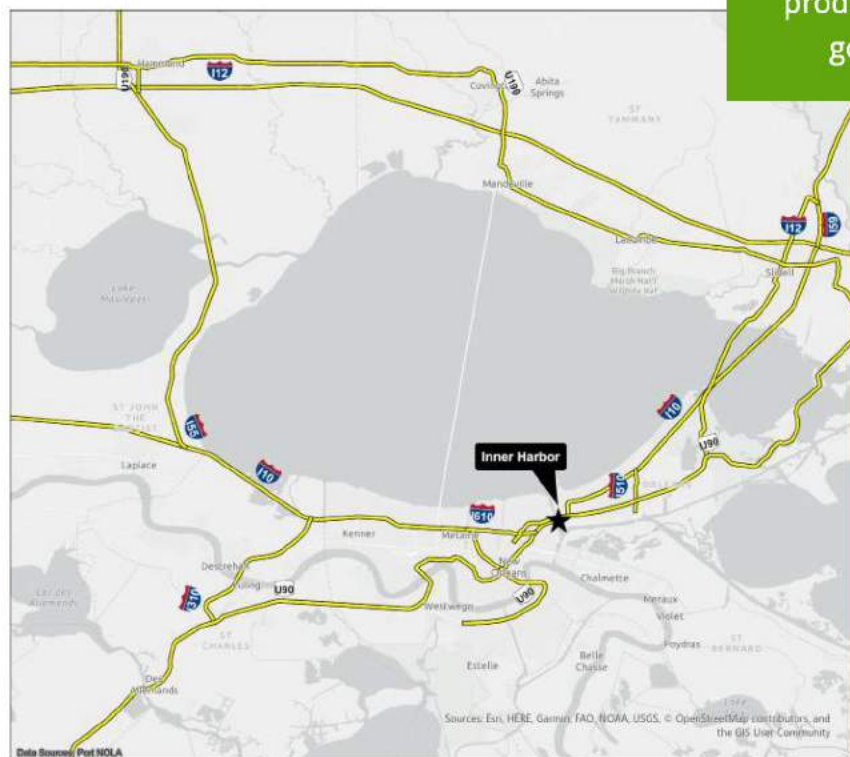 prod
go
Hammond
U190
I12
U190
Covin
Abita
Springs
ST
TAMMANY
Mandeville
I12
I59
Lacombe
Slidell
Big Branch
Marsh Nat'l
Wildlife Ref
Lake
Maurepas
ST JOHN
THE
BAPTIST
I55
I10
U90
Laplace
I10
Inner Harbor
I510
ORLEANS
I610
Kenner
Metairie
New
Orleans
Destrehan
Luling
U90
I310
Chalmette
Meraux
Violet
U90
Westwego
Lac des
Allemands
ST
CHARLES
Poydras
ST
BERNARD
Belle
Chasse
Estelle
Des
Allemands
Sources: Esri, HERE, Garmin, FAO, NOAA, USGS, © OpenStreetMap contributors, and
the GIS User Community
Data Sources: Port NOLA